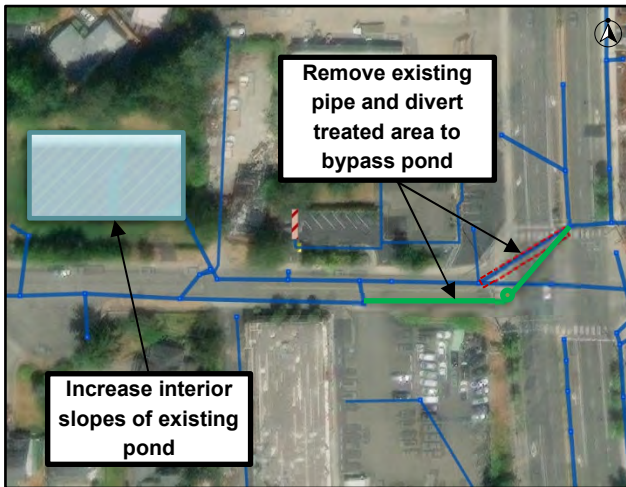 Remove existing
pipe and divert
treated area to
bypass pond
Increase interior
slopes of existing
pond